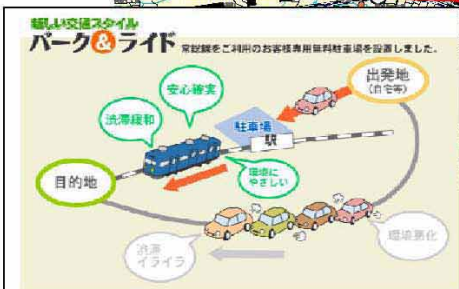 新しい交通スタイル
パーク&ライド
常総線をご利用のお客様専用無料駐車場を設置しました。
出発地
(自宅等)
安心確実
渋滞緩和
駐車場
駅
環境に
やさしい
目的地
渋滞
イライラ
環境悪化